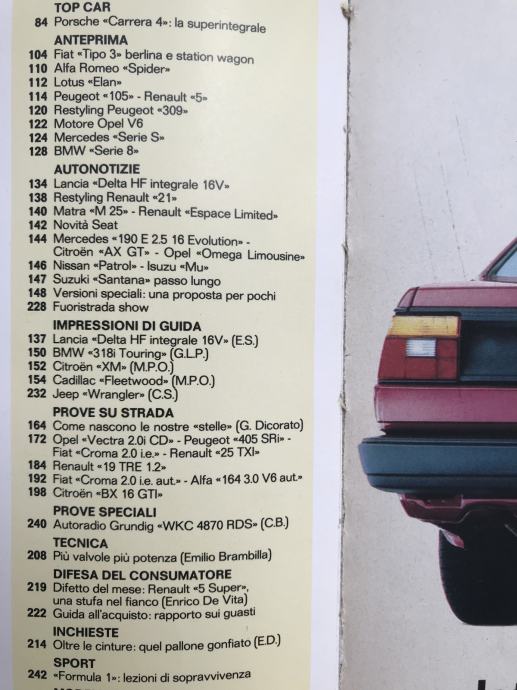 TOP CAR
84 Porsche «Carrera 4»: la superintegrale
ANTEPRIMA
104 Fiat «Tipo 3» berlina e station wagon
110 Alfa Romeo «Spider»
112 Lotus «Elan»
114 Peugeot «105» - Renault «5»
120 Restyling Peugeot «309»
122 Motore Opel V6
124 Mercedes «Serie S»
128 BMW «Serie 8»
AUTONOTIZIE
134 Lancia «Delta HF integrale 16V»
138 Restyling Renault «21»
140 Matra «M 25» - Renault «Espace Limited»
142 Novità Seat
144 Mercedes «190 E 2.5 16 Evolution» -
Citroën «AX GT» - Opel «Omega Limousine»
146 Nissan «Patrol» - Isuzu «Mu»
147 Suzuki «Santana» passo lungo
148 Versioni speciali: una proposta per pochi
228 Fuoristrada show
IMPRESSIONI DI GUIDA
137 Lancia «Delta HF integrale 16V» (E.S.)
150 BMW «318i Touring» (G.L.P.)
152 Citroën «XM» (M.P.O.)
154 Cadillac «Fleetwood» (M.P.O.)
232 Jeep «Wrangler» (C.S.)
PROVE SU STRADA
164 Come nascono le nostre «stelle» (G. Dicorato)
172 Opel «Vectra 2.0i CD» - Peugeot «405 SRi» -
Fiat «Croma 2.0 i.e.» - Renault «25 TXI»
184 Renault «19 TRE 1.2»
192 Fiat «Croma 2.0 i.e. aut.» - Alfa «164 3.0 V6 aut.»
198 Citroën «BX 16 GTI»
PROVE SPECIALI
240 Autoradio Grundig «WKC 4870 RDS» (C.B.)
TECNICA
208 Più valvole più potenza (Emilio Brambilla)
DIFESA DEL CONSUMATORE
219 Difetto del mese: Renault «5 Super»,
una stufa nel fianco (Enrico De Vita)
222 Guida all'acquisto: rapporto sui guasti
INCHIESTE
214 Oltre le cinture: quel pallone gonfiato (E.D.)
SPORT
242 «Formula 1»: lezioni di sopravvivenza